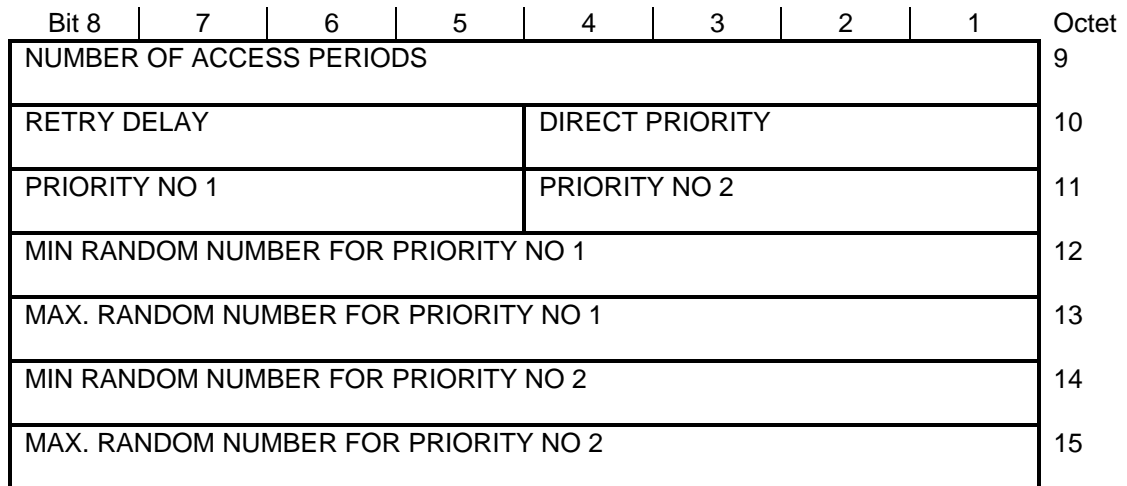 Bit 8 7 6 5 4 3 2 1 Octet
NUMBER OF ACCESS PERIODS 9
RETRY DELAY DIRECT PRIORITY 10
PRIORITY NO 1 PRIORITY NO 2 11
MIN RANDOM NUMBER FOR PRIORITY NO 1 12
MAX. RANDOM NUMBER FOR PRIORITY NO 1 13
MIN RANDOM NUMBER FOR PRIORITY NO 2 14
MAX. RANDOM NUMBER FOR PRIORITY NO 2 15